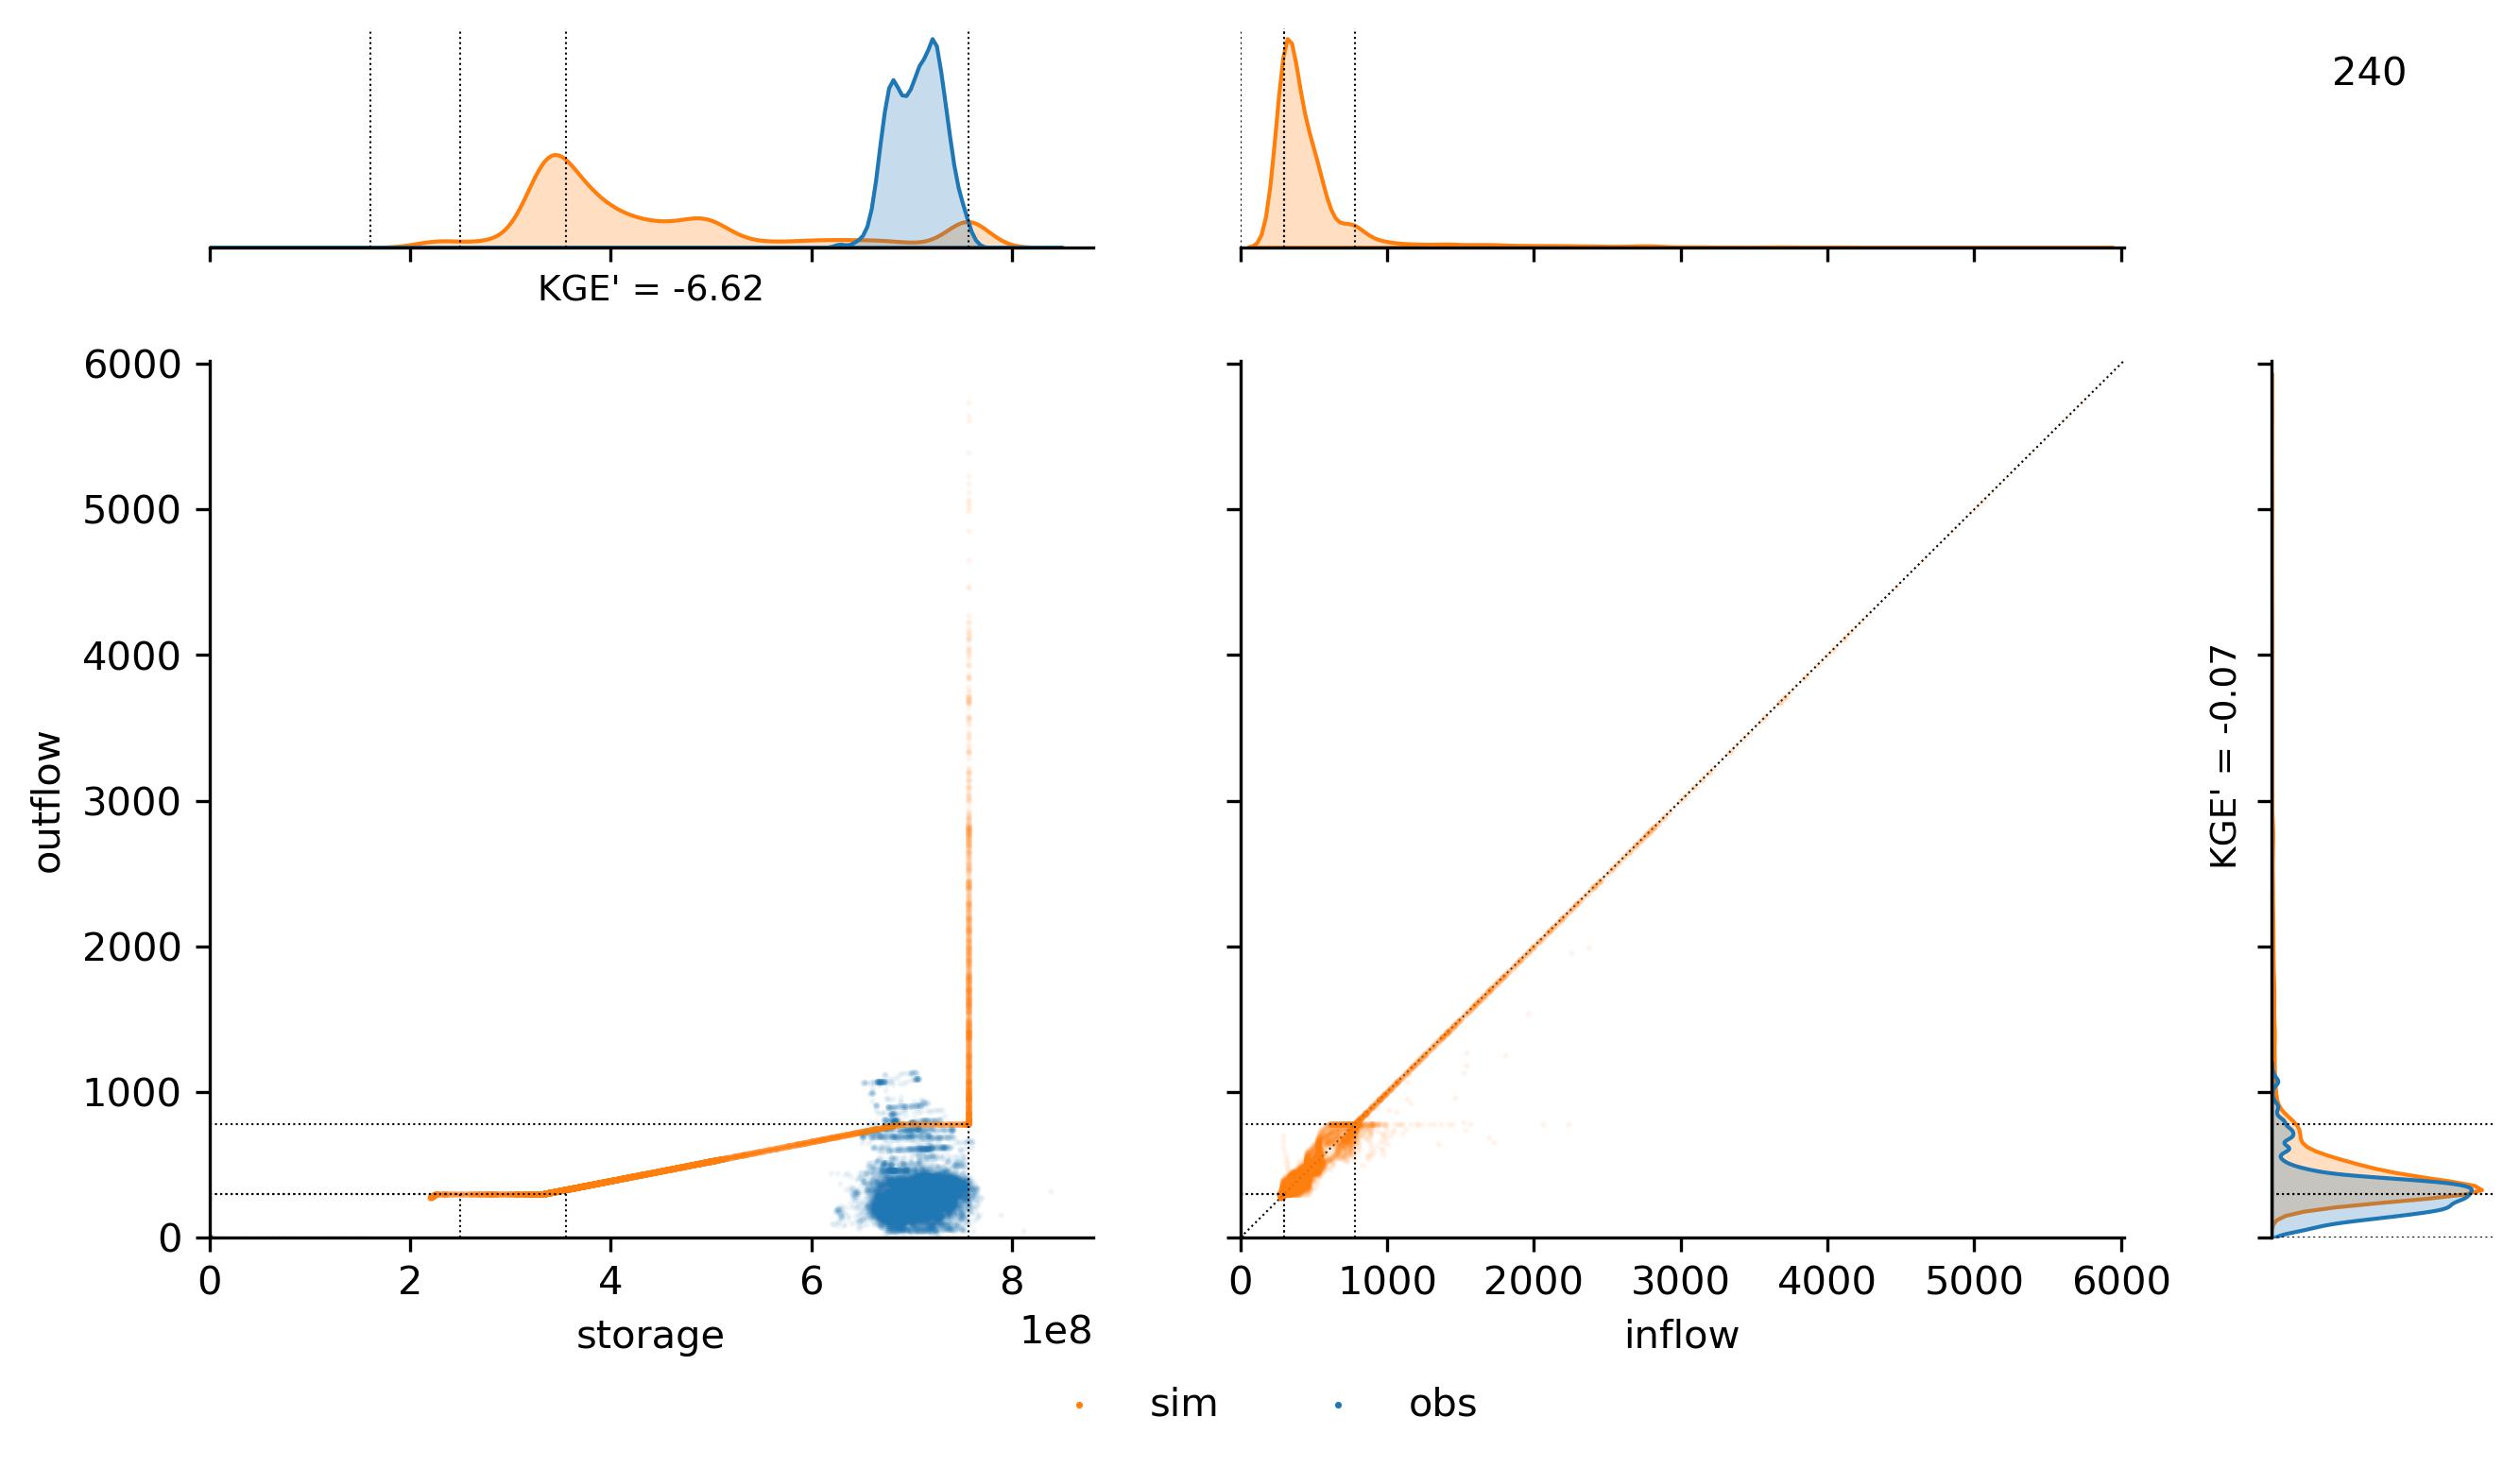 240
KGE' = -6.62
6000
5000
4000
3000
2000
1000
0
outflow
0 2 4 6 8
1e8
storage
0 1000 2000 3000 4000 5000 6000
inflow
KGE' = -0.07
sim obs